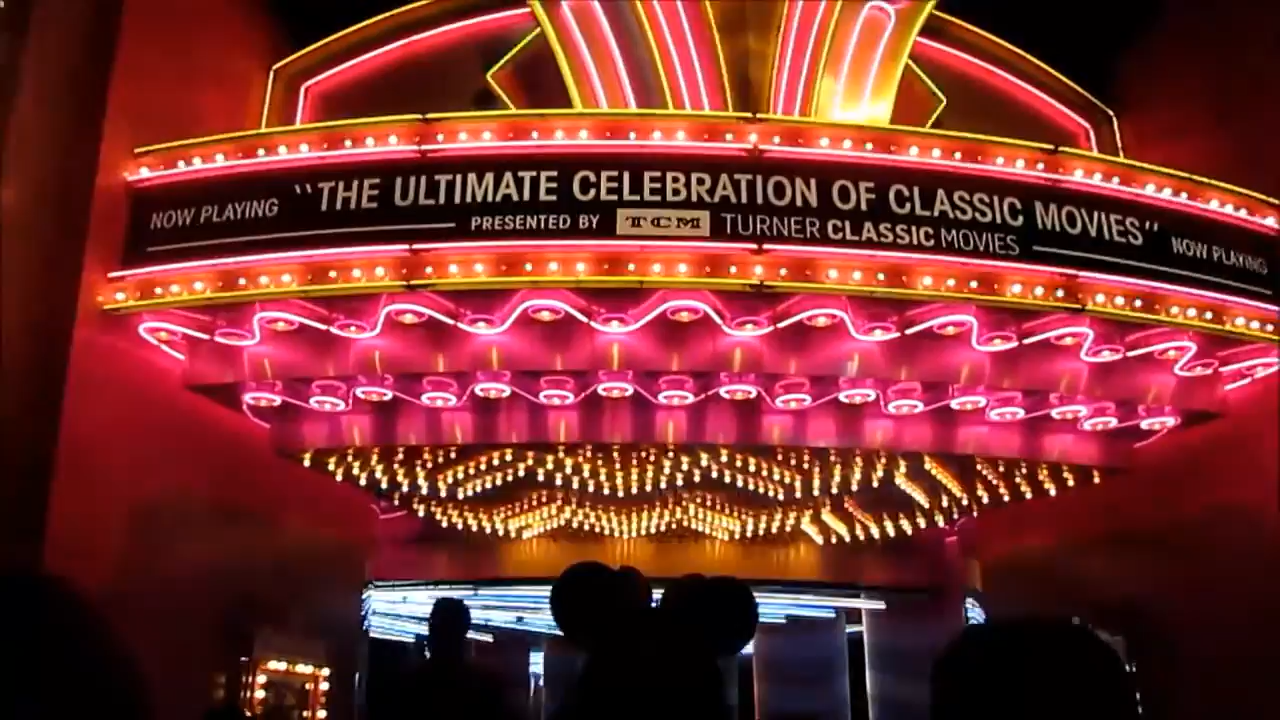 NOW PLAYING "THE ULTIMATE CELEBRATION OF CLASSIC MOVIES" NOW PLAYING
PRESENTED BY TCM TURNER CLASSIC MOVIES